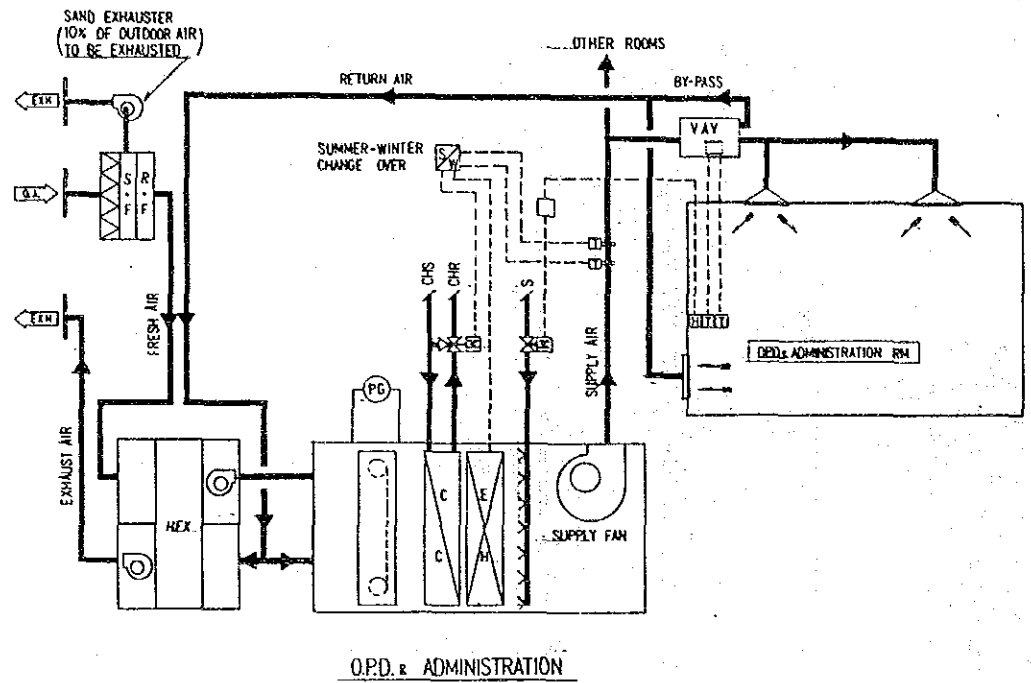 SAND EXHAUSTER
(10% OF OUTDOOR AIR
TO BE EXHAUSTED)
OTHER ROOMS
EXH
RETURN AIR
BY-PASS
VAV
SUMMER-WINTER
CHANGE OVER
S
W
S.F
R.F
O.A.
EXH
FRESH AIR
CHS
CHR
S
T
T
M
M
SUPPLY AIR
H T T
O.P.D. & ADMINISTRATION RM
PG
EXHAUST AIR
HEX
C
C
E
H
SUPPLY FAN
O.P.D. & ADMINISTRATION